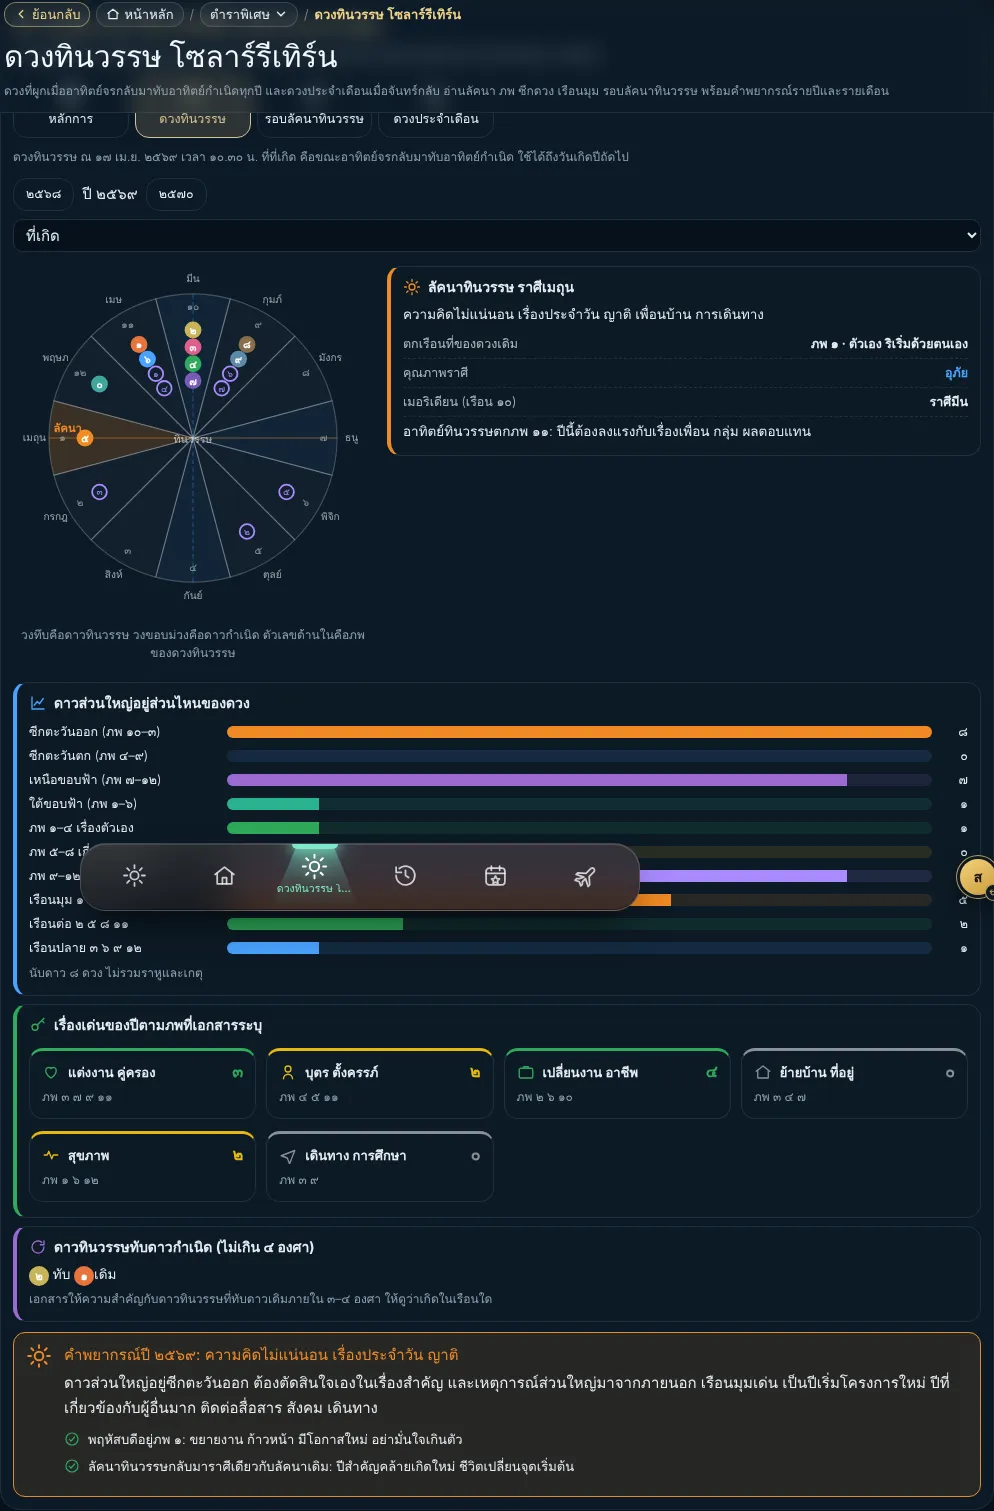 ย้อนกลับ หน้าหลัก / ตำราพิเศษ / ดวงทินวรรษ โซลาร์รีเทิร์น
ดวงทินวรรษ โซลาร์รีเทิร์น
ดวงที่ผูกเมื่ออาทิตย์จรกลับมาทับอาทิตย์กำเนิดทุกปี และดวงประจำเดือนเมื่อจันทร์กลับ อ่านลัคนา ภพ ซีกดวง เรือนมุม รอบลัคนาทินวรรษ พร้อมคำพยากรณ์รายปีและรายเดือน
หลักการ ดวงทินวรรษ รอบลัคนาทินวรรษ ดวงประจำเดือน
ดวงทินวรรษ ณ ๑๗ เม.ย. ๒๕๖๙ เวลา ๑๐.๓๐ น. ที่ที่เกิด คือขณะอาทิตย์จรกลับมาทับอาทิตย์กำเนิด ใช้ได้ถึงวันเกิดปีถัดไป
๒๕๖๘ ปี ๒๕๖๙ ๒๕๗๐
ที่เกิด
มีน
เมษ กุมภ์
๑๐
๑๑ ๙
๒
๑ ๓ ๘
พฤษภ ๖ ๔ ๙ มังกร
๑๒ ๐ ๑ ๗ ๖ ๘
๔ ๗
ลัคนา
เมถุน ๑ ๕ ทินวรรษ ๗ ธนู
๓ ๕
๒ ๖
กรกฎ พิจิก
๒
๓ ๕
๔
สิงห์ ตุลย์
กันย์
วงทึบคือดาวทินวรรษ วงขอบม่วงคือดาวกำเนิด ตัวเลขด้านในคือภพ
ของดวงทินวรรษ
ลัคนาทินวรรษ ราศีเมถุน
ความคิดไม่แน่นอน เรื่องประจำวัน ญาติ เพื่อนบ้าน การเดินทาง
ตกเรือนที่ของดวงเดิม ภพ ๑ · ตัวเอง ริเริ่มด้วยตนเอง
คุณภาพราศี อุภัย
เมอริเดียน (เรือน ๑๐) ราศีมีน
อาทิตย์ทินวรรษตกภพ ๑๑: ปีนี้ต้องลงแรงกับเรื่องเพื่อน กลุ่ม ผลตอบแทน
ดาวส่วนใหญ่อยู่ส่วนไหนของดวง
ซีกตะวันออก (ภพ ๑๐–๓) ๘
ซีกตะวันตก (ภพ ๔–๙) ๐
เหนือขอบฟ้า (ภพ ๗–๑๒) ๗
ใต้ขอบฟ้า (ภพ ๑–๖) ๑
ภพ ๑–๔ เรื่องตัวเอง ๑
ภพ ๕–๘ ๐
ภพ ๙–๑๒
เรือนมุม ๑ ๕
เรือนต่อ ๒ ๕ ๘ ๑๑ ๒
เรือนปลาย ๓ ๖ ๙ ๑๒ ๑
นับดาว ๘ ดวง ไม่รวมราหูและเกตุ
ดวงทินวรรษ โ...
ส
เรื่องเด่นของปีตามภพที่เอกสารระบุ
แต่งงาน คู่ครอง ๓
ภพ ๓ ๗ ๙ ๑๑
บุตร ตั้งครรภ์ ๒
ภพ ๔ ๕ ๑๑
เปลี่ยนงาน อาชีพ ๔
ภพ ๒ ๖ ๑๐
ย้ายบ้าน ที่อยู่ ๐
ภพ ๓ ๔ ๗
สุขภาพ ๒
ภพ ๑ ๖ ๑๒
เดินทาง การศึกษา ๐
ภพ ๓ ๙
ดาวทินวรรษทับดาวกำเนิด (ไม่เกิน ๔ องศา)
๒ ทับ ๑ เดิม
เอกสารให้ความสำคัญกับดาวทินวรรษที่ทับดาวเดิมภายใน ๓–๔ องศา ให้ดูว่าเกิดในเรือนใด
คำพยากรณ์ปี ๒๕๖๙: ความคิดไม่แน่นอน เรื่องประจำวัน ญาติ
ดาวส่วนใหญ่อยู่ซีกตะวันออก ต้องตัดสินใจเองในเรื่องสำคัญ และเหตุการณ์ส่วนใหญ่มาจากภายนอก เรือนมุมเด่น เป็นปีเริ่มโครงการใหม่ ปีที่
เกี่ยวข้องกับผู้อื่นมาก ติดต่อสื่อสาร สังคม เดินทาง
พฤหัสบดีอยู่ภพ ๑: ขยายงาน ก้าวหน้า มีโอกาสใหม่ อย่ามั่นใจเกินตัว
ลัคนาทินวรรษกลับมาราศีเดียวกับลัคนาเดิม: ปีสำคัญคล้ายเกิดใหม่ ชีวิตเปลี่ยนจุดเริ่มต้น